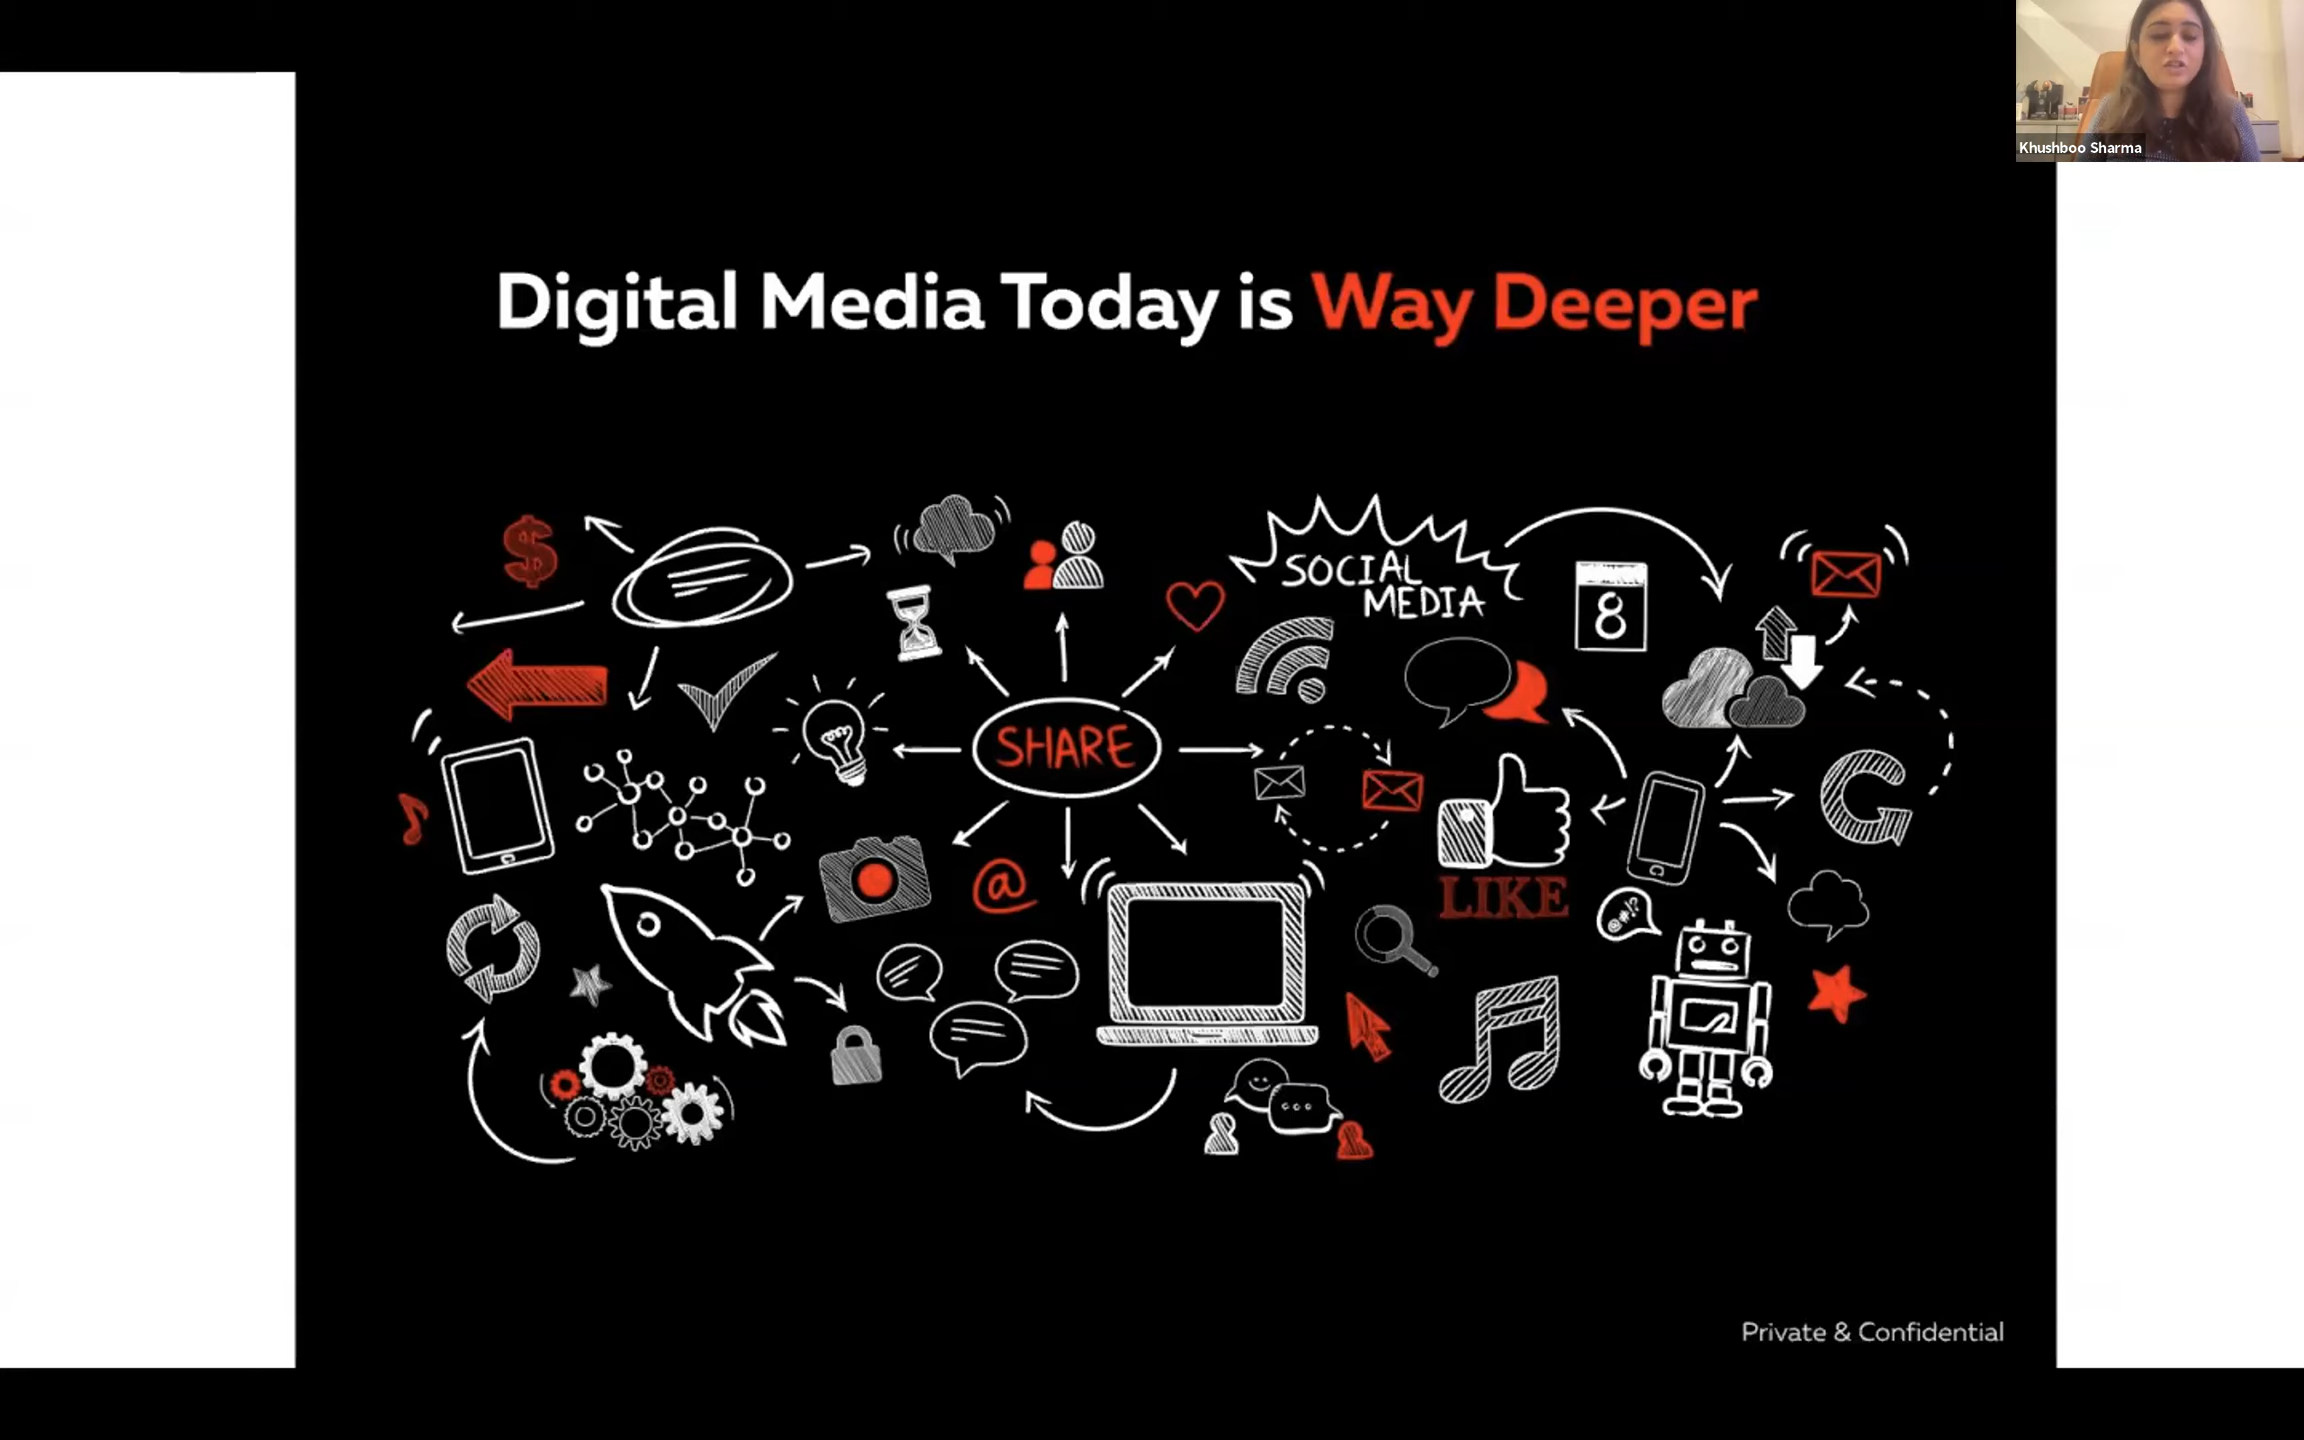 Khushboo Sharma
Digital Media Today is Way Deeper
$
SOCIAL
MEDIA
8
SHARE
@
LIKE
@#!?
Private & Confidential